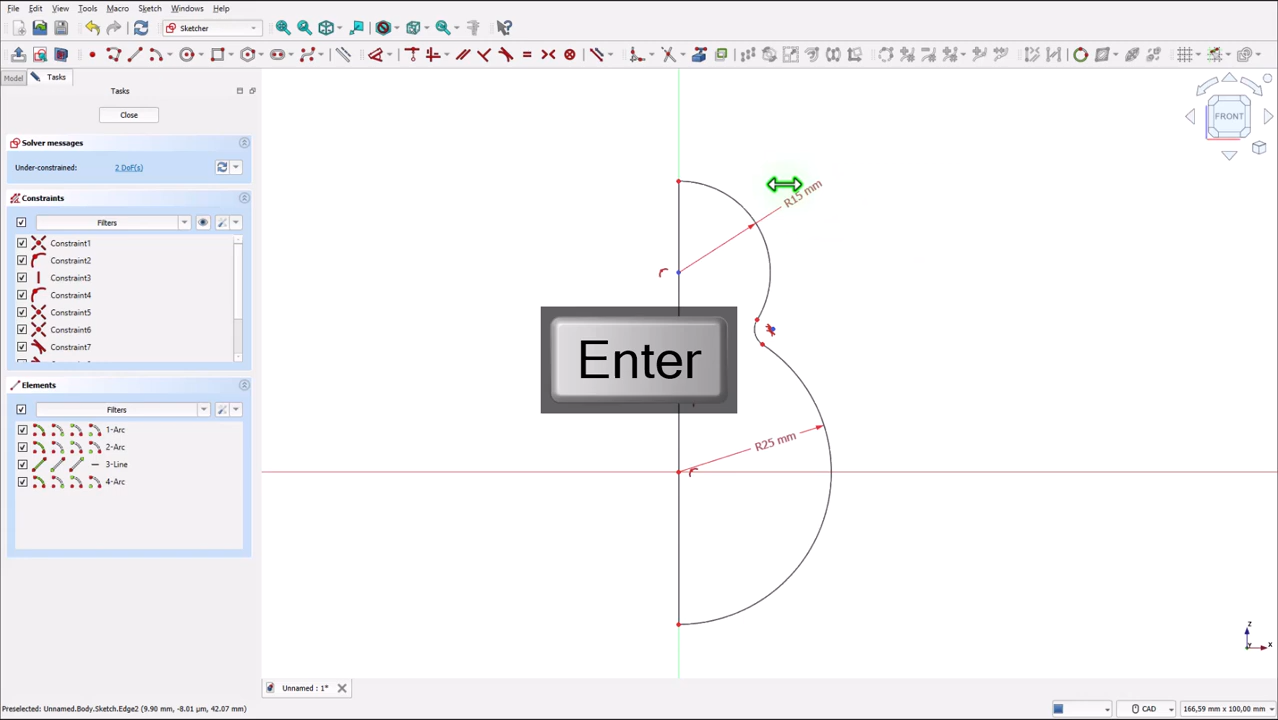 File Edit View Tools Macro Sketch Windows Help
Sketcher
Model Tasks
Tasks
Close
Solver messages
Under-constrained: 2 DoF(s)
Constraints
Filters
Constraint1
Constraint2
Constraint3
Constraint4
Constraint5
Constraint6
Constraint7
Elements
Filters
1-Arc
2-Arc
3-Line
4-Arc
FRONT
R15 mm
Enter
R25 mm
Z
Y
X
Unnamed : 1*
Preselected: Unnamed.Body.Sketch.Edge2 (9.90 mm, -8.01 µm, 42.07 mm)
CAD
166,59 mm x 100,00 mm